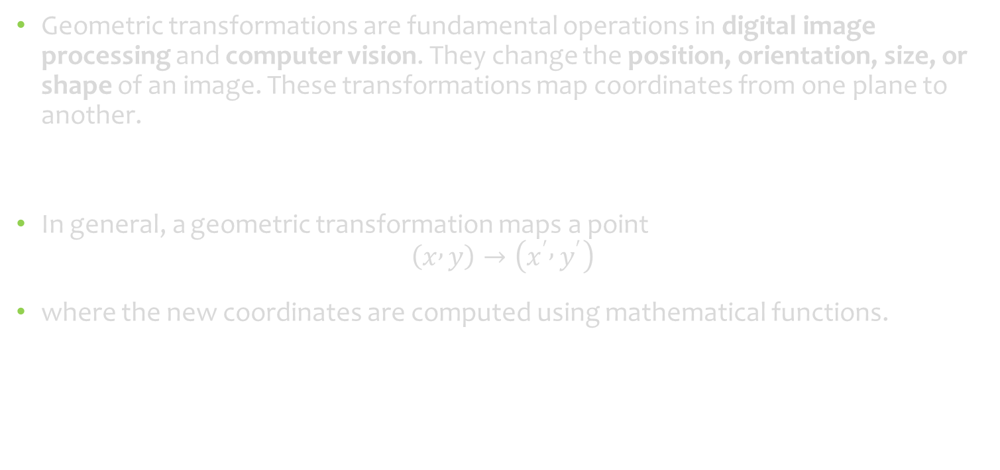 • Geometric transformations are fundamental operations in digital image
processing and computer vision. They change the position, orientation, size, or
shape of an image. These transformations map coordinates from one plane to
another.
• In general, a geometric transformation maps a point
(x, y) → (x′, y′)
• where the new coordinates are computed using mathematical functions.